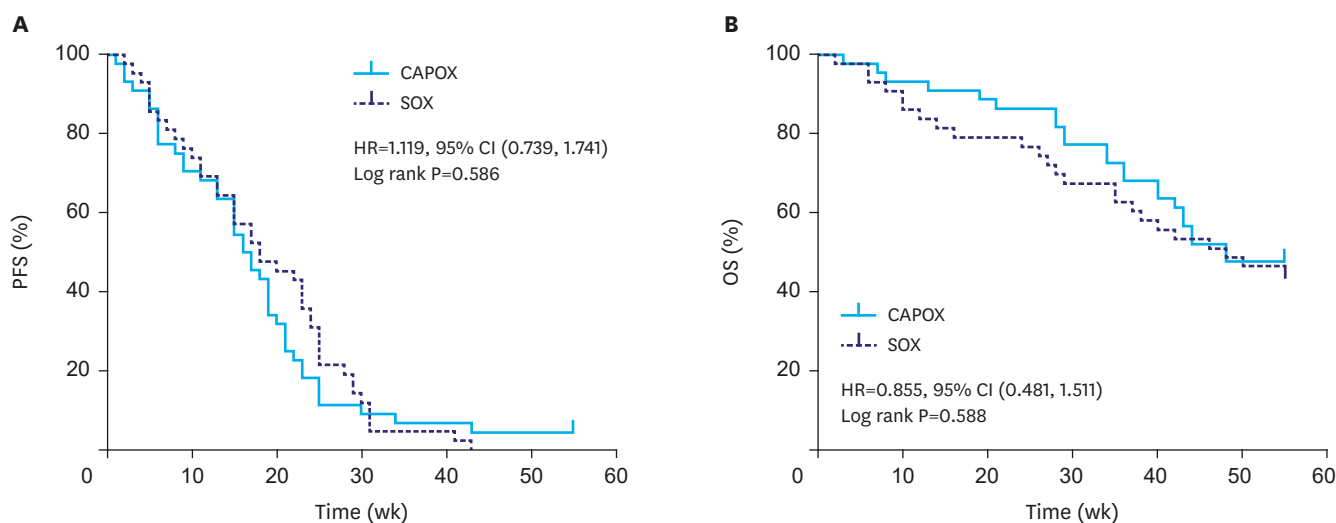 A
100
80
60
40
20
0
10
20
30
40
50
60
PFS (%)
Time (wk)
CAPOX
SOX
HR=1.119, 95% CI (0.739, 1.741)
Log rank P=0.586
B
100
80
60
40
20
0
10
20
30
40
50
60
OS (%)
Time (wk)
CAPOX
SOX
HR=0.855, 95% CI (0.481, 1.511)
Log rank P=0.588